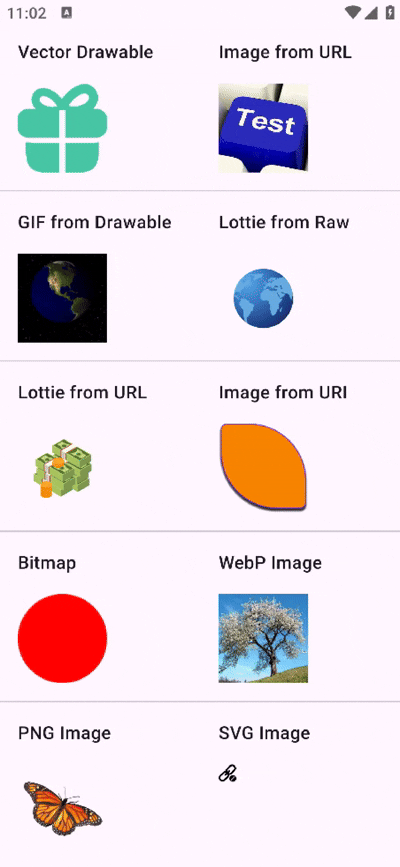 11:02 A
Vector Drawable
Image from URL
Test
GIF from Drawable
Lottie from Raw
Lottie from URL
Image from URI
Bitmap
WebP Image
PNG Image
SVG Image